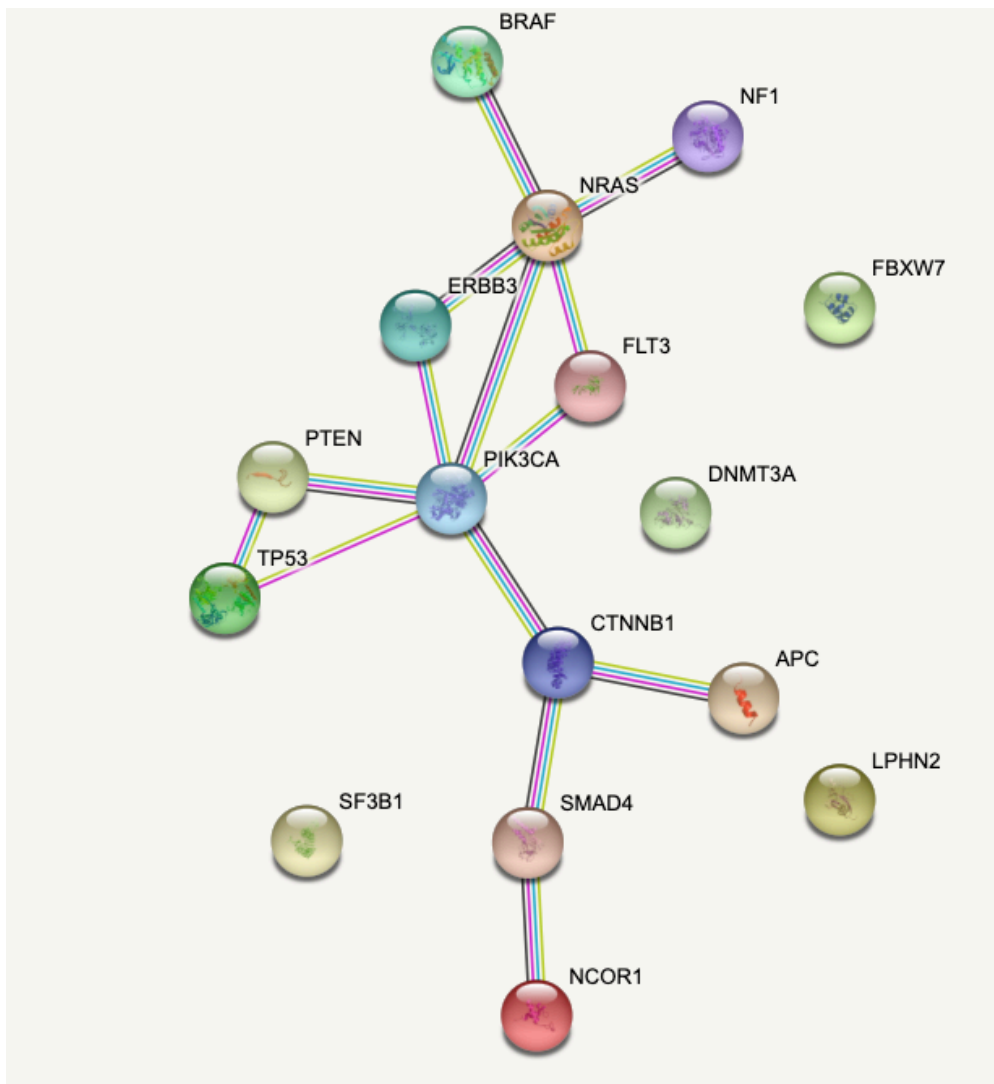 BRAF
NF1
NRAS
FBXW7
ERBB3
FLT3
PTEN
PIK3CA
DNMT3A
TP53
CTNNB1
APC
LPHN2
SF3B1
SMAD4
NCOR1